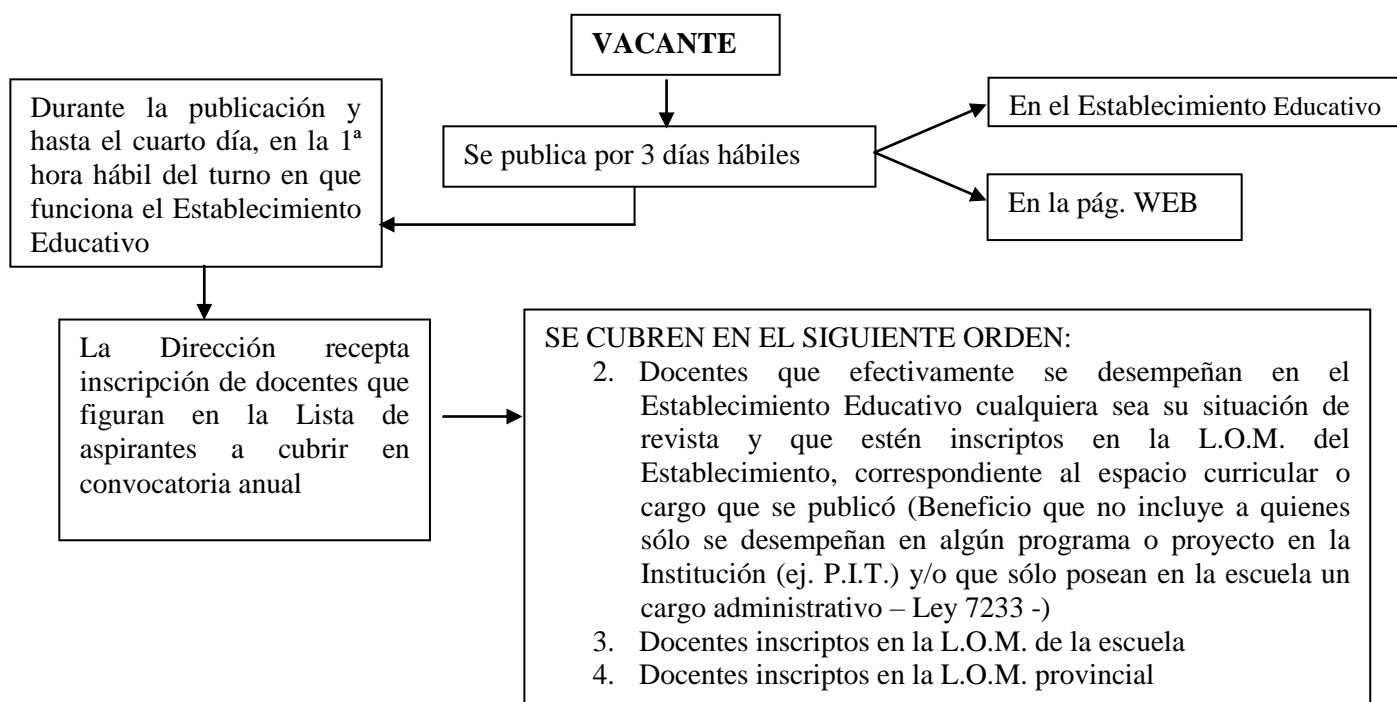 VACANTE
Se publica por 3 días hábiles
En el Establecimiento Educativo
En la pág. WEB
Durante la publicación y
hasta el cuarto día, en la 1ª
hora hábil del turno en que
funciona el Establecimiento
Educativo
La Dirección recepta
inscripción de docentes que
figuran en la Lista de
aspirantes a cubrir en
convocatoria anual
SE CUBREN EN EL SIGUIENTE ORDEN:
2. Docentes que efectivamente se desempeñan en el
Establecimiento Educativo cualquiera sea su situación de
revista y que estén inscriptos en la L.O.M. del
Establecimiento, correspondiente al espacio curricular o
cargo que se publicó (Beneficio que no incluye a quienes
sólo se desempeñan en algún programa o proyecto en la
Institución (ej. P.I.T.) y/o que sólo posean en la escuela un
cargo administrativo – Ley 7233 -)
3. Docentes inscriptos en la L.O.M. de la escuela
4. Docentes inscriptos en la L.O.M. provincial